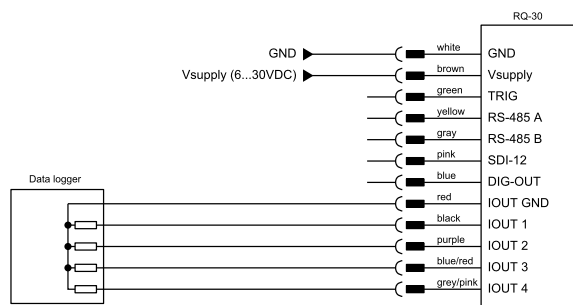 RQ-30
GND white GND
Vsupply (6...30VDC) brown Vsupply
green TRIG
yellow RS-485 A
gray RS-485 B
pink SDI-12
blue DIG-OUT
Data logger
red IOUT GND
black IOUT 1
purple IOUT 2
blue/red IOUT 3
grey/pink IOUT 4